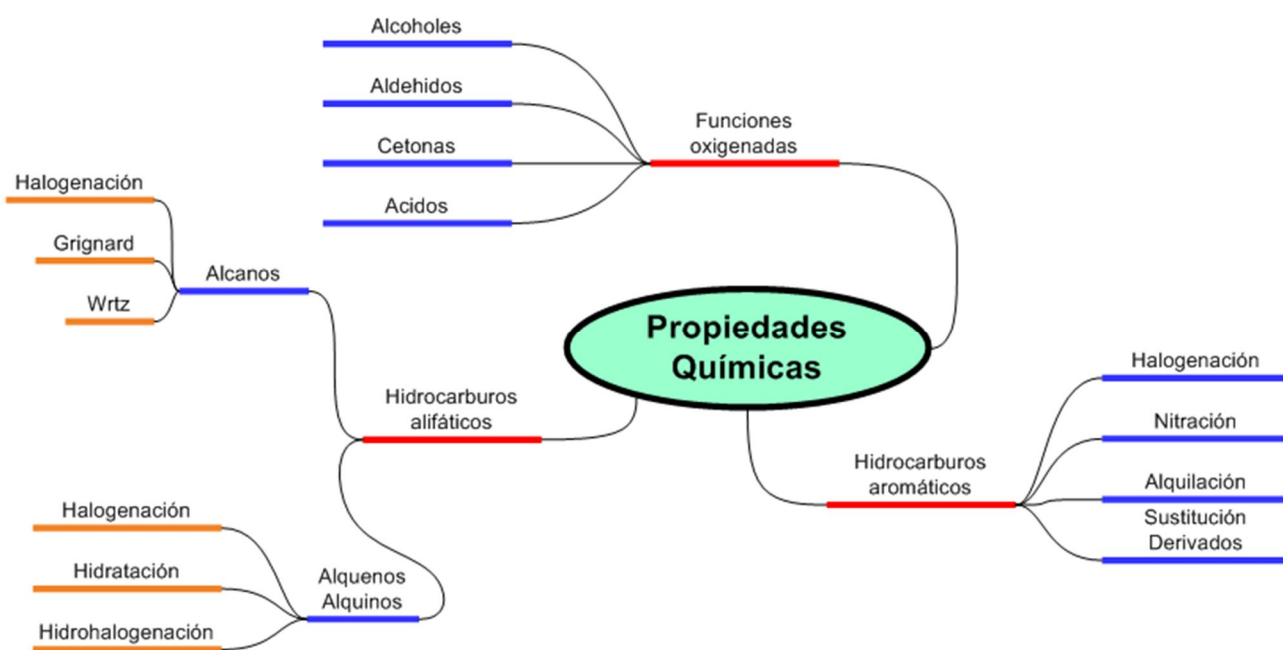 Alcoholes
Aldehidos
Cetonas
Acidos
Funciones
oxigenadas
Halogenación
Grignard
Wrtz
Alcanos
Propiedades
Químicas
Hidrocarburos
alifáticos
Halogenación
Hidratación
Hidrohalogenación
Alquenos
Alquinos
Hidrocarburos
aromáticos
Halogenación
Nitración
Alquilación
Sustitución
Derivados